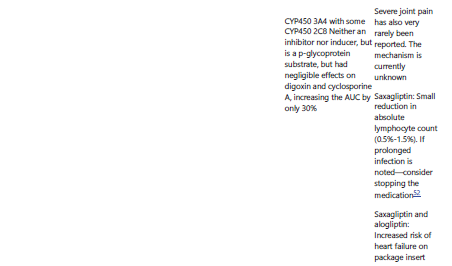 CYP450 3A4 with some
CYP450 2C8 Neither an
inhibitor nor inducer, but
is a p-glycoprotein
substrate, but had
negligible effects on
digoxin and cyclosporine
A, increasing the AUC by
only 30%
Severe joint pain
has also very
rarely been
reported. The
mechanism is
currently
unknown
Saxagliptin: Small
reduction in
absolute
lymphocyte count
(0.5%-1.5%). If
prolonged
infection is
noted—consider
stopping the
medication52
Saxagliptin and
alogliptin:
Increased risk of
heart failure on
package insert